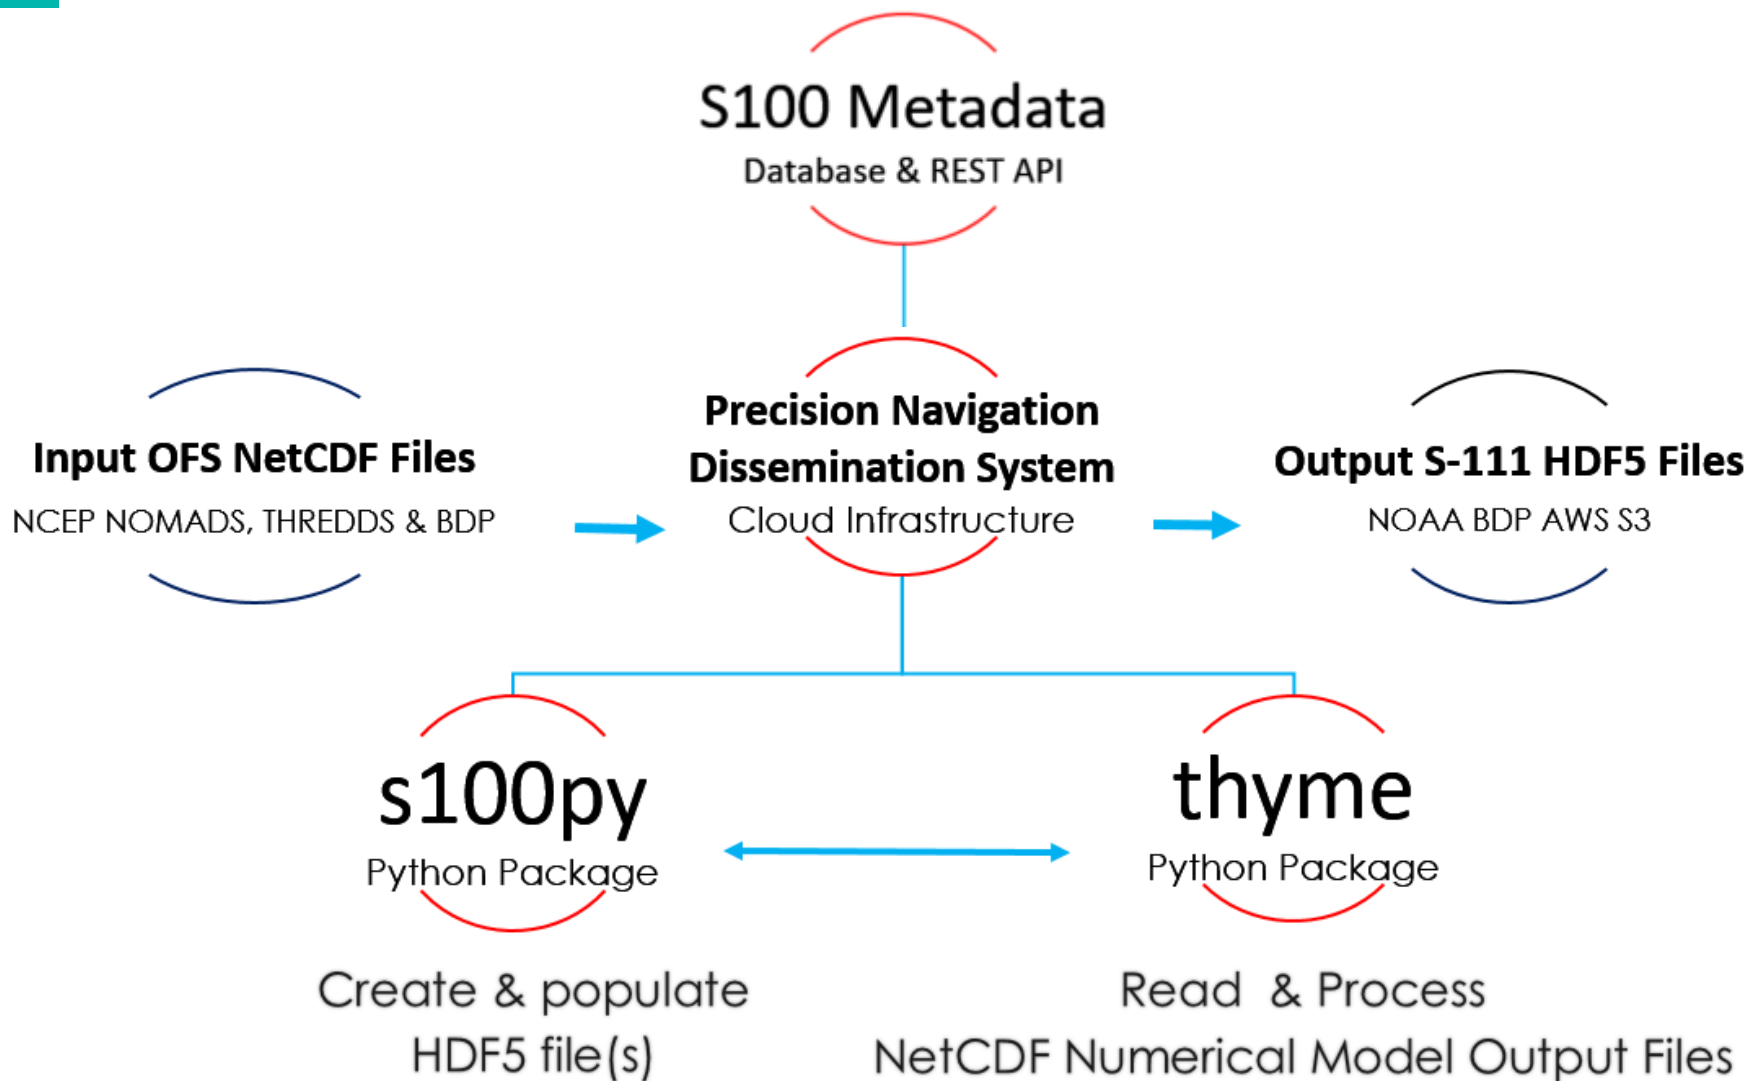 S100 Metadata
Database & REST API
Input OFS NetCDF Files
NCEP NOMADS, THREDDS & BDP
Precision Navigation
Dissemination System
Cloud Infrastructure
Output S-111 HDF5 Files
NOAA BDP AWS S3
s100py
Python Package
Create & populate
HDF5 file(s)
thyme
Python Package
Read & Process
NetCDF Numerical Model Output Files